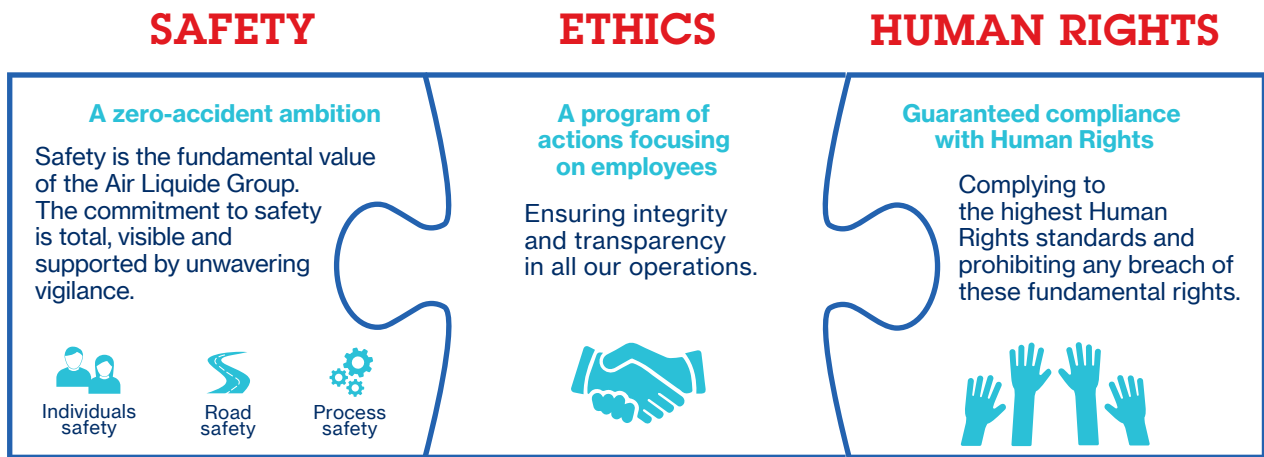 SAFETY
ETHICS
HUMAN RIGHTS
A zero-accident ambition
Safety is the fundamental value
of the Air Liquide Group.
The commitment to safety
is total, visible and
supported by unwavering
vigilance.
Individuals
safety
Road
safety
Process
safety
A program of
actions focusing
on employees
Ensuring integrity
and transparency
in all our operations.
Guaranteed compliance
with Human Rights
Complying to
the highest Human
Rights standards and
prohibiting any breach of
these fundamental rights.